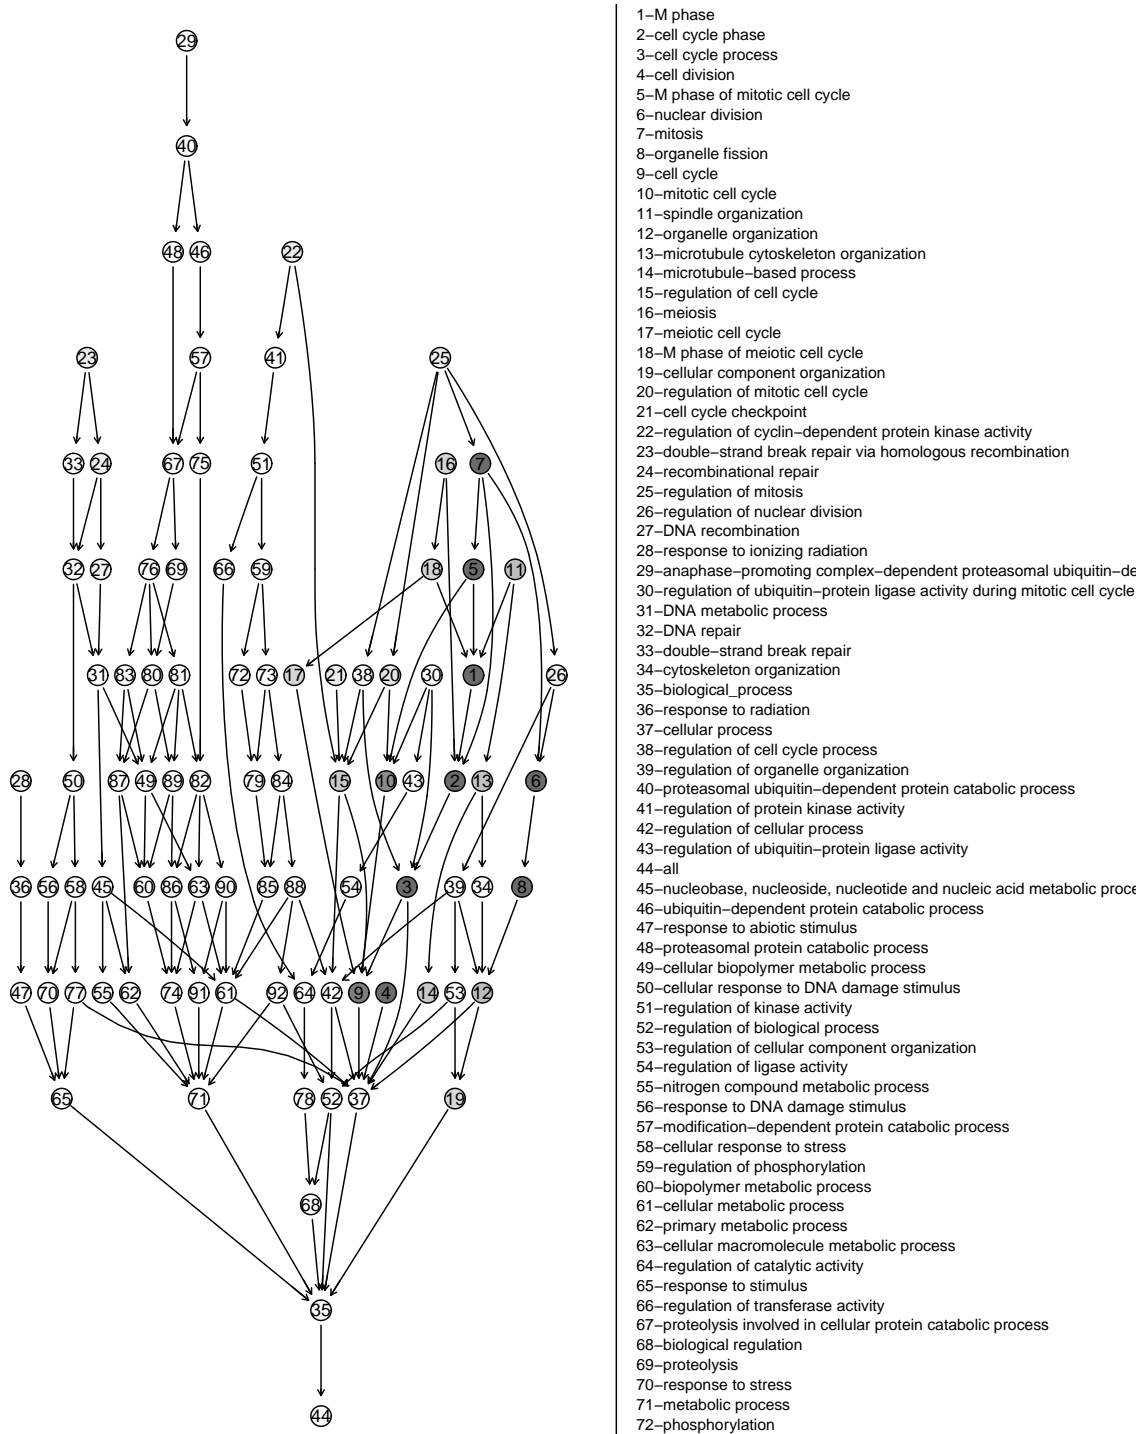 29
40
48 46 22
23 57 41 25
33 24 67 75 51 16 7
32 27 76 69 66 59 18 5 11
31 83 80 81 72 73 17 21 38 20 30 1 26
28 50 87 49 89 82 79 84 15 10 43 2 13 6
36 56 58 45 60 86 63 90 85 88 54 3 39 34 8
47 70 77 55 62 74 91 61 92 64 42 9 4 14 53 12
65 71 78 52 37 19
68
35
44
1−M phase
2−cell cycle phase
3−cell cycle process
4−cell division
5−M phase of mitotic cell cycle
6−nuclear division
7−mitosis
8−organelle fission
9−cell cycle
10−mitotic cell cycle
11−spindle organization
12−organelle organization
13−microtubule cytoskeleton organization
14−microtubule−based process
15−regulation of cell cycle
16−meiosis
17−meiotic cell cycle
18−M phase of meiotic cell cycle
19−cellular component organization
20−regulation of mitotic cell cycle
21−cell cycle checkpoint
22−regulation of cyclin−dependent protein kinase activity
23−double−strand break repair via homologous recombination
24−recombinational repair
25−regulation of mitosis
26−regulation of nuclear division
27−DNA recombination
28−response to ionizing radiation
29−anaphase−promoting complex−dependent proteasomal ubiquitin−de
30−regulation of ubiquitin−protein ligase activity during mitotic cell cycle
31−DNA metabolic process
32−DNA repair
33−double−strand break repair
34−cytoskeleton organization
35−biological_process
36−response to radiation
37−cellular process
38−regulation of cell cycle process
39−regulation of organelle organization
40−proteasomal ubiquitin−dependent protein catabolic process
41−regulation of protein kinase activity
42−regulation of cellular process
43−regulation of ubiquitin−protein ligase activity
44−all
45−nucleobase, nucleoside, nucleotide and nucleic acid metabolic proce
46−ubiquitin−dependent protein catabolic process
47−response to abiotic stimulus
48−proteasomal protein catabolic process
49−cellular biopolymer metabolic process
50−cellular response to DNA damage stimulus
51−regulation of kinase activity
52−regulation of biological process
53−regulation of cellular component organization
54−regulation of ligase activity
55−nitrogen compound metabolic process
56−response to DNA damage stimulus
57−modification−dependent protein catabolic process
58−cellular response to stress
59−regulation of phosphorylation
60−biopolymer metabolic process
61−cellular metabolic process
62−primary metabolic process
63−cellular macromolecule metabolic process
64−regulation of catalytic activity
65−response to stimulus
66−regulation of transferase activity
67−proteolysis involved in cellular protein catabolic process
68−biological regulation
69−proteolysis
70−response to stress
71−metabolic process
72−phosphorylation